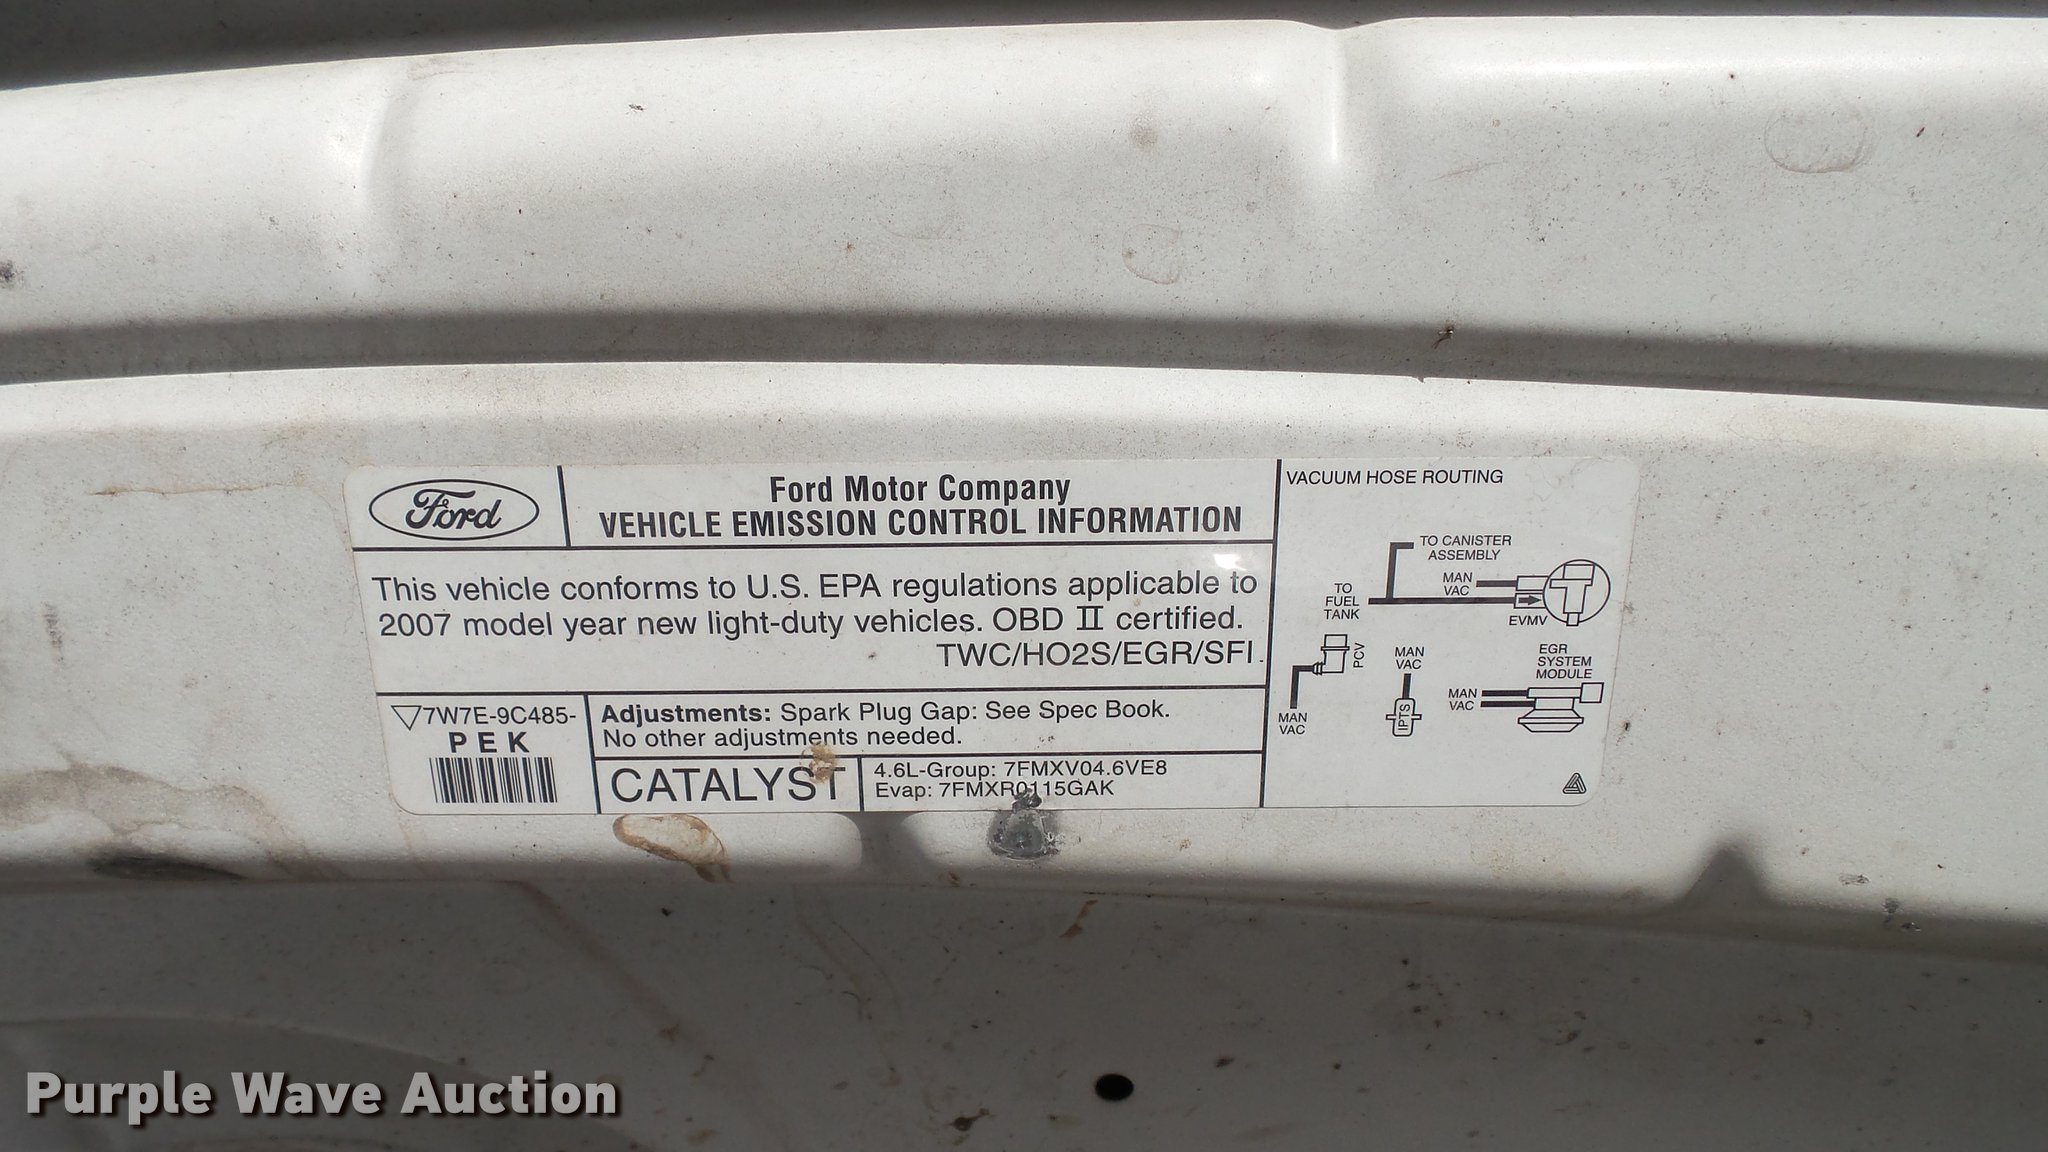 Ford
Ford Motor Company
VEHICLE EMISSION CONTROL INFORMATION
This vehicle conforms to U.S. EPA regulations applicable to
2007 model year new light-duty vehicles. OBD II certified.
TWC/HO2S/EGR/SFI.
7W7E-9C485-
PEK
Adjustments: Spark Plug Gap: See Spec Book.
No other adjustments needed.
CATALYST
4.6L-Group: 7FMXV04.6VE8
Evap: 7FMXR0115GAK
VACUUM HOSE ROUTING
TO CANISTER
ASSEMBLY
MAN
VAC
TO
FUEL
TANK
EVMV
PCV
MAN
VAC
MAN
VAC
IPTS
EGR
SYSTEM
MODULE
MAN
VAC
Purple Wave Auction